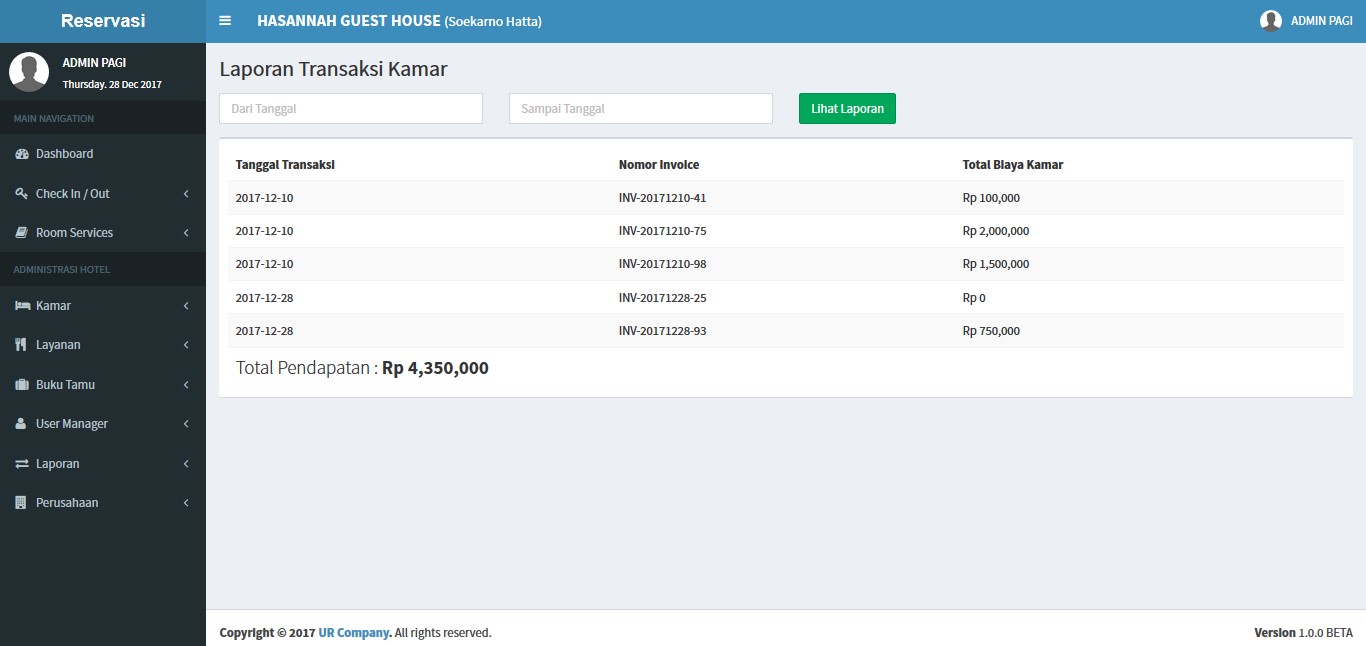 Reservasi
HASANNAH GUEST HOUSE (Soekarno Hatta)
ADMIN PAGI
ADMIN PAGI
Thursday. 28 Dec 2017
MAIN NAVIGATION
Dashboard
Check In / Out
Room Services
ADMINISTRASI HOTEL
Kamar
Layanan
Buku Tamu
User Manager
Laporan
Perusahaan
Laporan Transaksi Kamar
Dari Tanggal
Sampai Tanggal
Lihat Laporan
Tanggal Transaksi Nomor Invoice Total Biaya Kamar
2017-12-10 INV-20171210-41 Rp 100,000
2017-12-10 INV-20171210-75 Rp 2,000,000
2017-12-10 INV-20171210-98 Rp 1,500,000
2017-12-28 INV-20171228-25 Rp 0
2017-12-28 INV-20171228-93 Rp 750,000
Total Pendapatan : Rp 4,350,000
Copyright © 2017 UR Company. All rights reserved.
Version 1.0.0 BETA